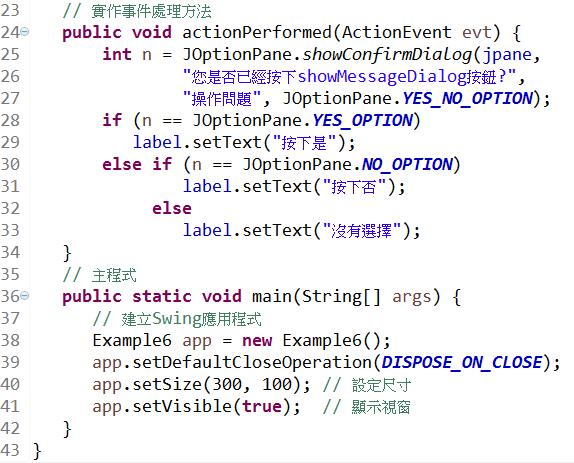 23 // 實作事件處理方法
24 public void actionPerformed(ActionEvent evt) {
25 int n = JOptionPane.showConfirmDialog(jpane,
26 "您是否已經按下showMessageDialog按鈕?",
27 "操作問題", JOptionPane.YES_NO_OPTION);
28 if (n == JOptionPane.YES_OPTION)
29 label.setText("按下是");
30 else if (n == JOptionPane.NO_OPTION)
31 label.setText("按下否");
32 else
33 label.setText("沒有選擇");
34 }
35 // 主程式
36 public static void main(String[] args) {
37 // 建立Swing應用程式
38 Example6 app = new Example6();
39 app.setDefaultCloseOperation(DISPOSE_ON_CLOSE);
40 app.setSize(300, 100); // 設定尺寸
41 app.setVisible(true); // 顯示視窗
42 }
43 }